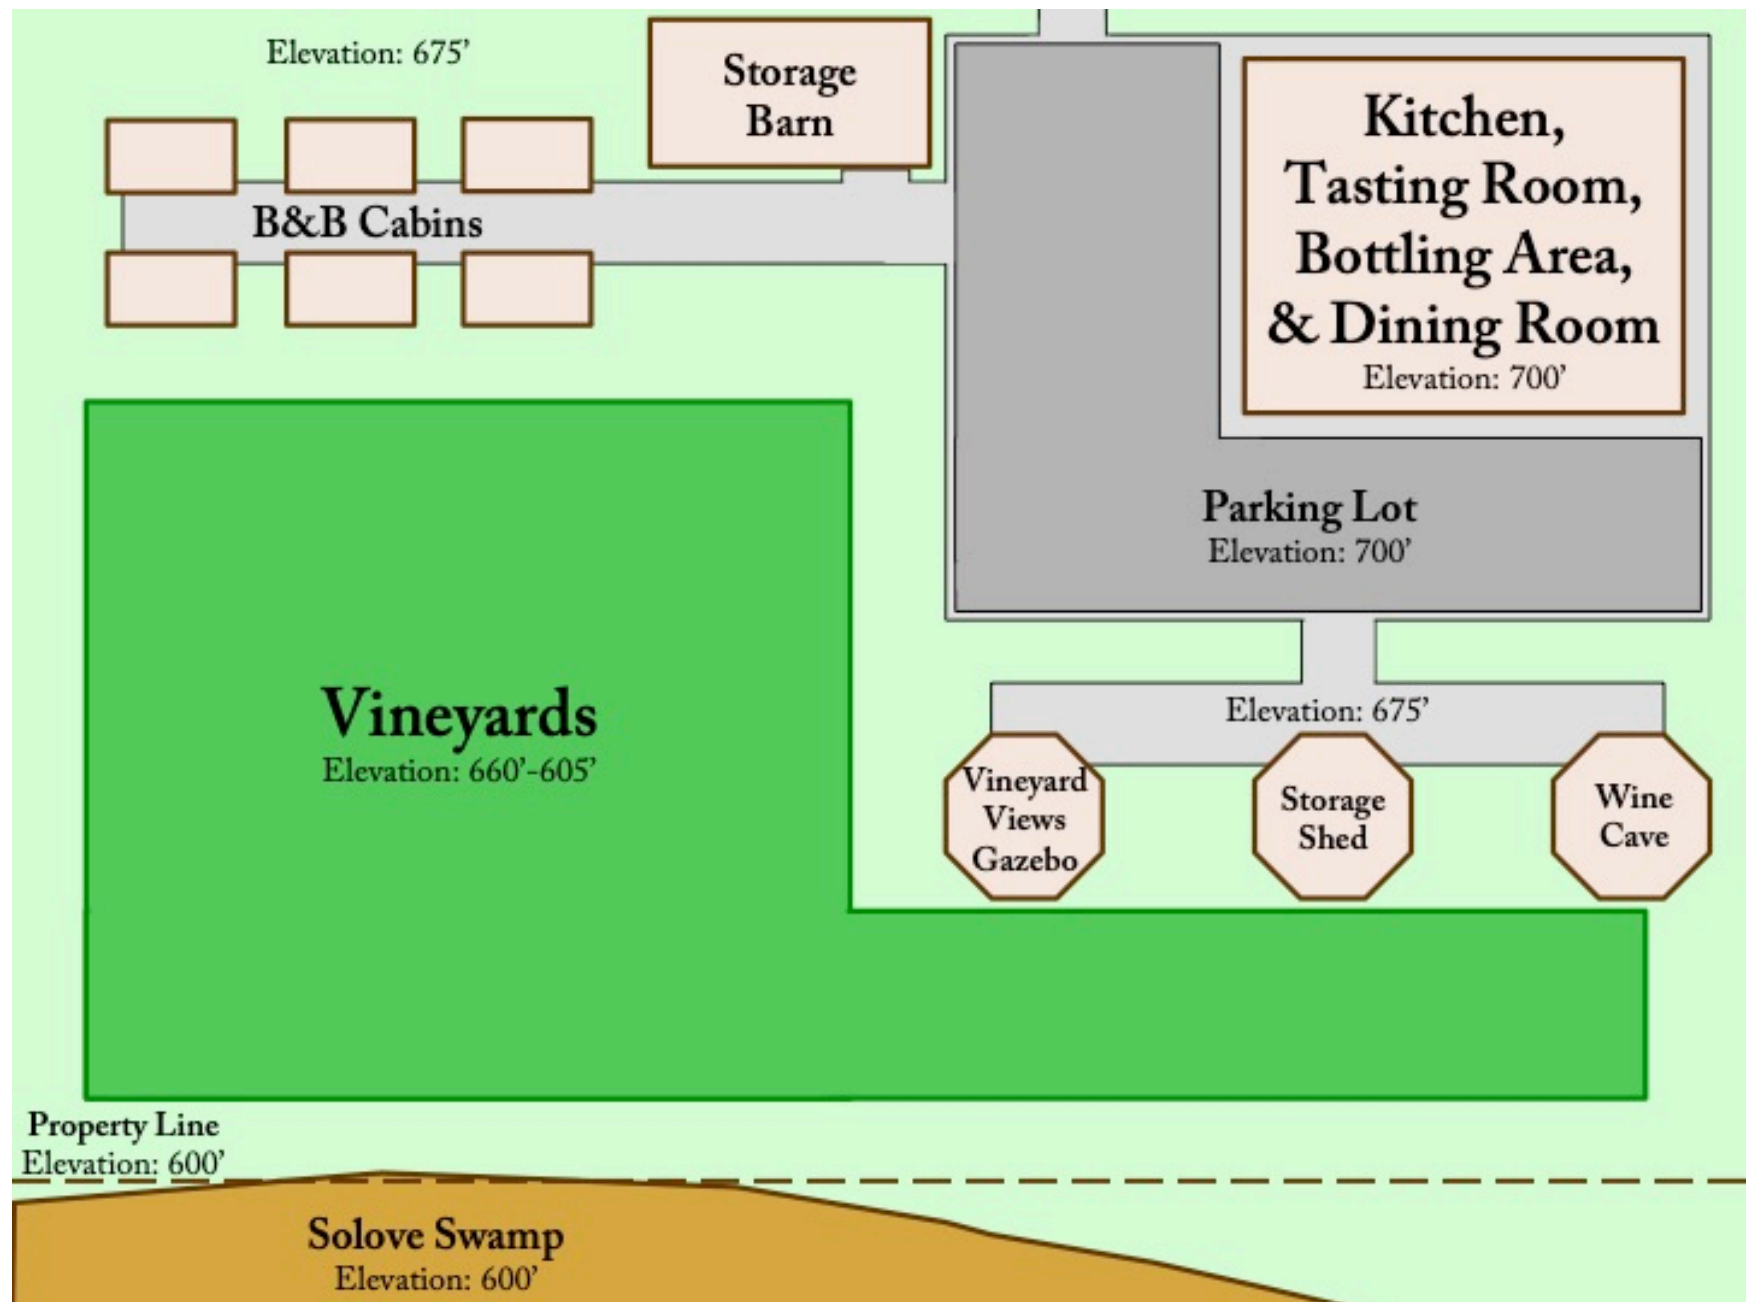 Elevation: 675’
Storage
Barn
Kitchen,
Tasting Room,
Bottling Area,
& Dining Room
Elevation: 700’
B&B Cabins
Parking Lot
Elevation: 700’
Vineyards
Elevation: 660’-605’
Elevation: 675’
Vineyard
Views
Gazebo
Storage
Shed
Wine
Cave
Property Line
Elevation: 600’
Solove Swamp
Elevation: 600’